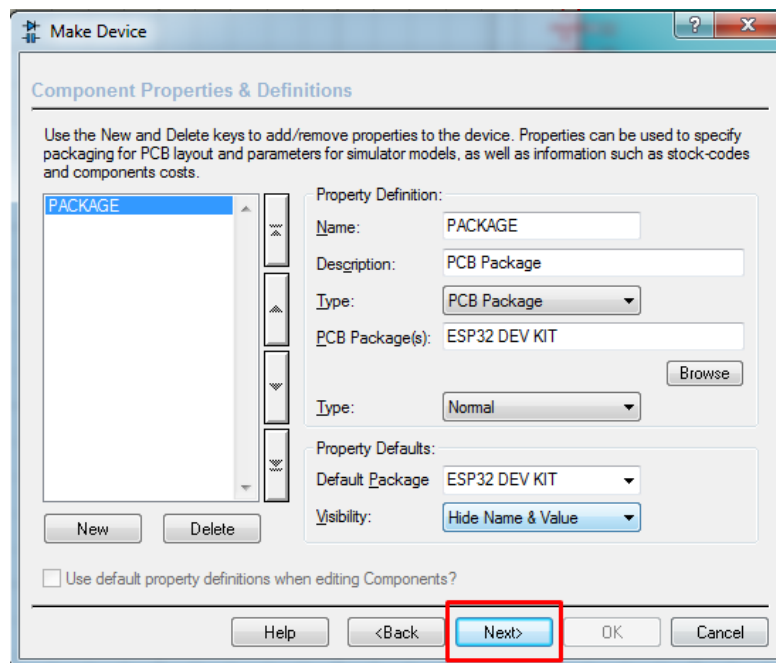 Make Device
?
X
Component Properties & Definitions
Use the New and Delete keys to add/remove properties to the device. Properties can be used to specify
packaging for PCB layout and parameters for simulator models, as well as information such as stock-codes
and components costs.
PACKAGE
Property Definition:
Name: PACKAGE
Description: PCB Package
Type: PCB Package
PCB Package(s): ESP32 DEV KIT
Browse
Type: Normal
Property Defaults:
Default Package ESP32 DEV KIT
Visibility: Hide Name & Value
New Delete
Use default property definitions when editing Components?
Help <Back Next> OK Cancel